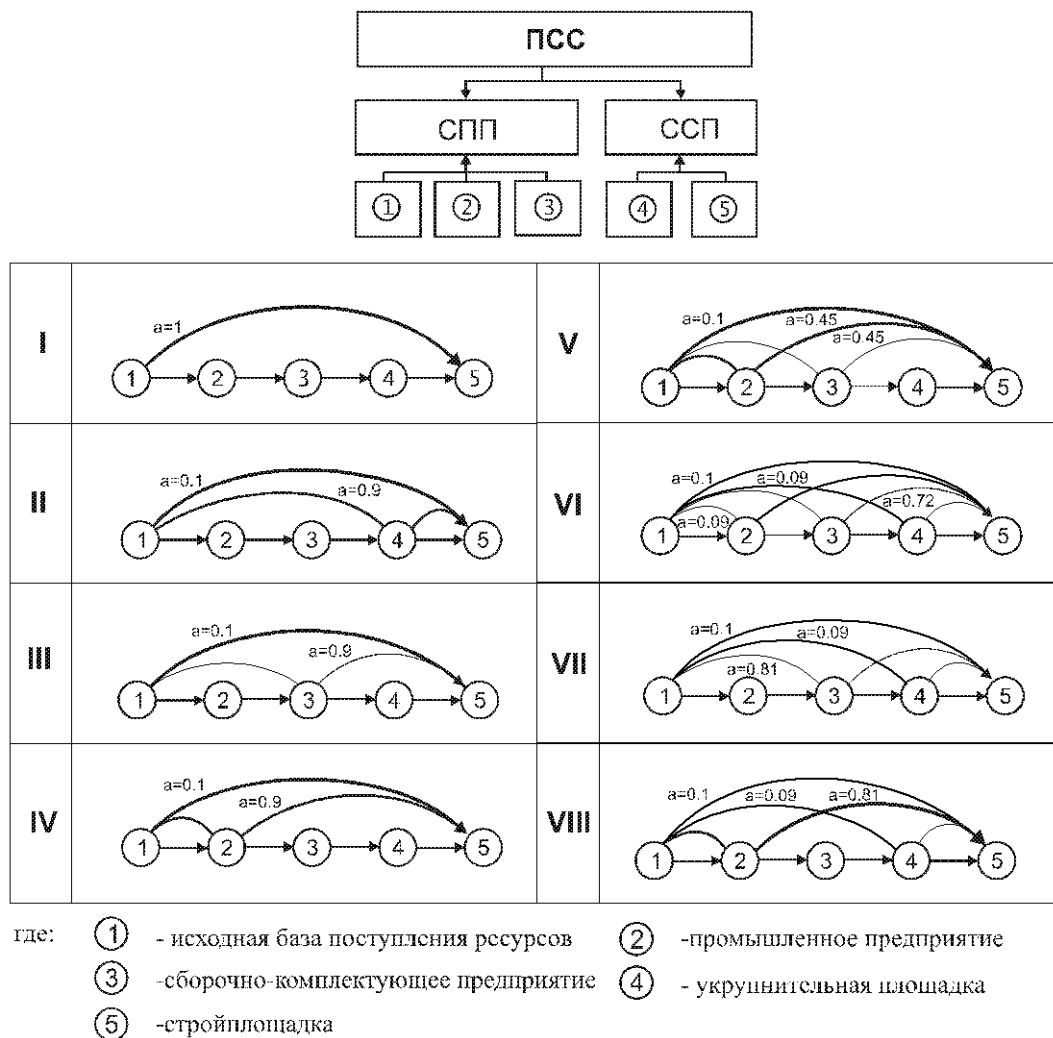 ПСС
СПП ССП
1 2 3 4 5
I
a=1
1 2 3 4 5
V
a=0.1 a=0.45
a=0.45
1 2 3 4 5
II
a=0.1 a=0.9
1 2 3 4 5
VI
a=0.1 a=0.09
a=0.09 a=0.72
1 2 3 4 5
III
a=0.1 a=0.9
1 2 3 4 5
VII
a=0.1 a=0.09
a=0.81
1 2 3 4 5
IV
a=0.1 a=0.9
1 2 3 4 5
VIII
a=0.1 a=0.09 a=0.81
1 2 3 4 5
где: 1 - исходная база поступления ресурсов 2 -промышленное предприятие
3 -сборочно-комплектующее предприятие 4 - укрупнительная площадка
5 -стройплощадка